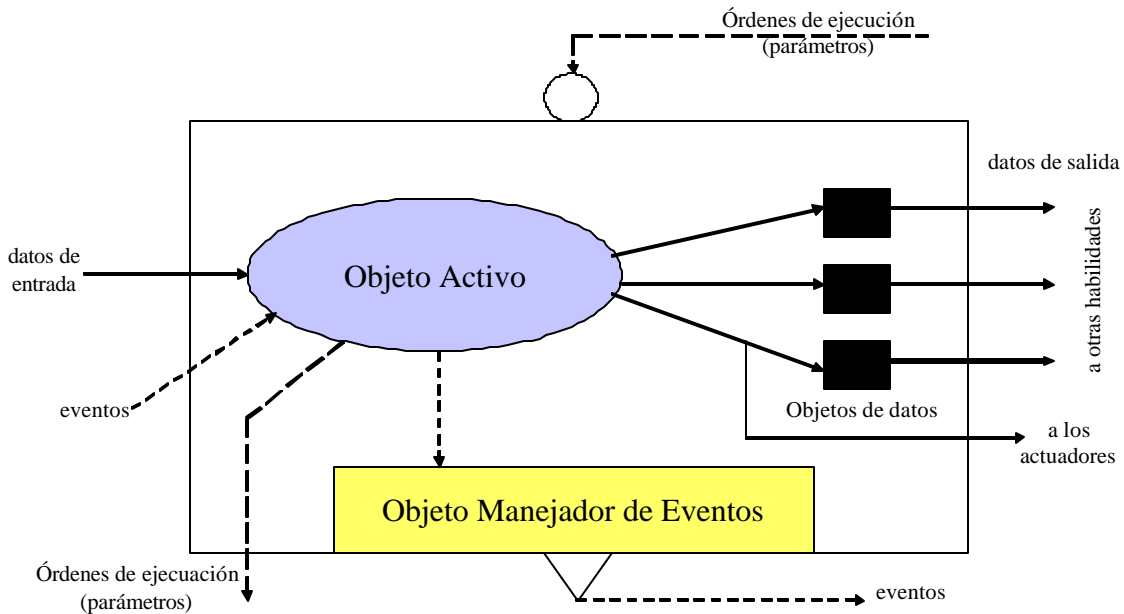 Órdenes de ejecución
(parámetros)
datos de salida
datos de
entrada
Objeto Activo
a otras habilidades
eventos
Objetos de datos
a los
actuadores
Objeto Manejador de Eventos
Órdenes de ejecuación
(parámetros)
eventos